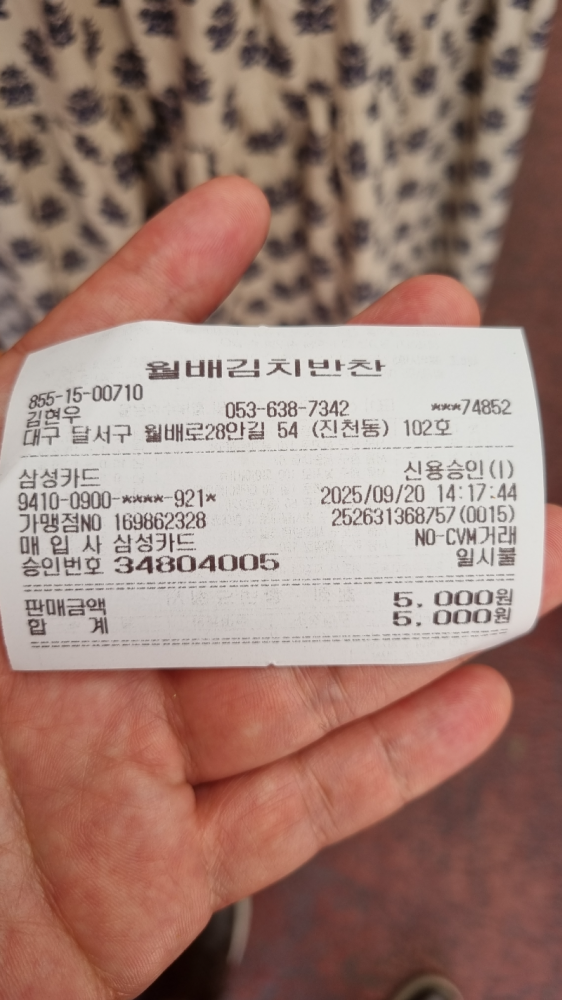 월배김치반찬
855-15-00710
김현우 053-638-7342 ***74852
대구 달서구 월배로28안길 54 (진천동) 102호
삼성카드 신용승인(I)
9410-0900-****-921* 2025/09/20 14:17:44
가맹점NO 169862328 252631368757(0015)
매 입 사 삼성카드 NO-CVM거래
승인번호 34804005 일시불
판매금액 5,000원
합 계 5,000원